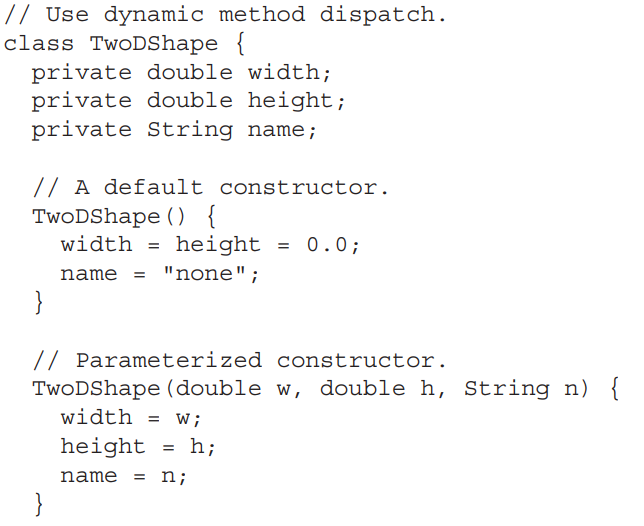 // Use dynamic method dispatch.
class TwoDShape {
  private double width;
  private double height;
  private String name;

  // A default constructor.
  TwoDShape() {
    width = height = 0.0;
    name = "none";
  }

  // Parameterized constructor.
  TwoDShape(double w, double h, String n) {
    width = w;
    height = h;
    name = n;
  }